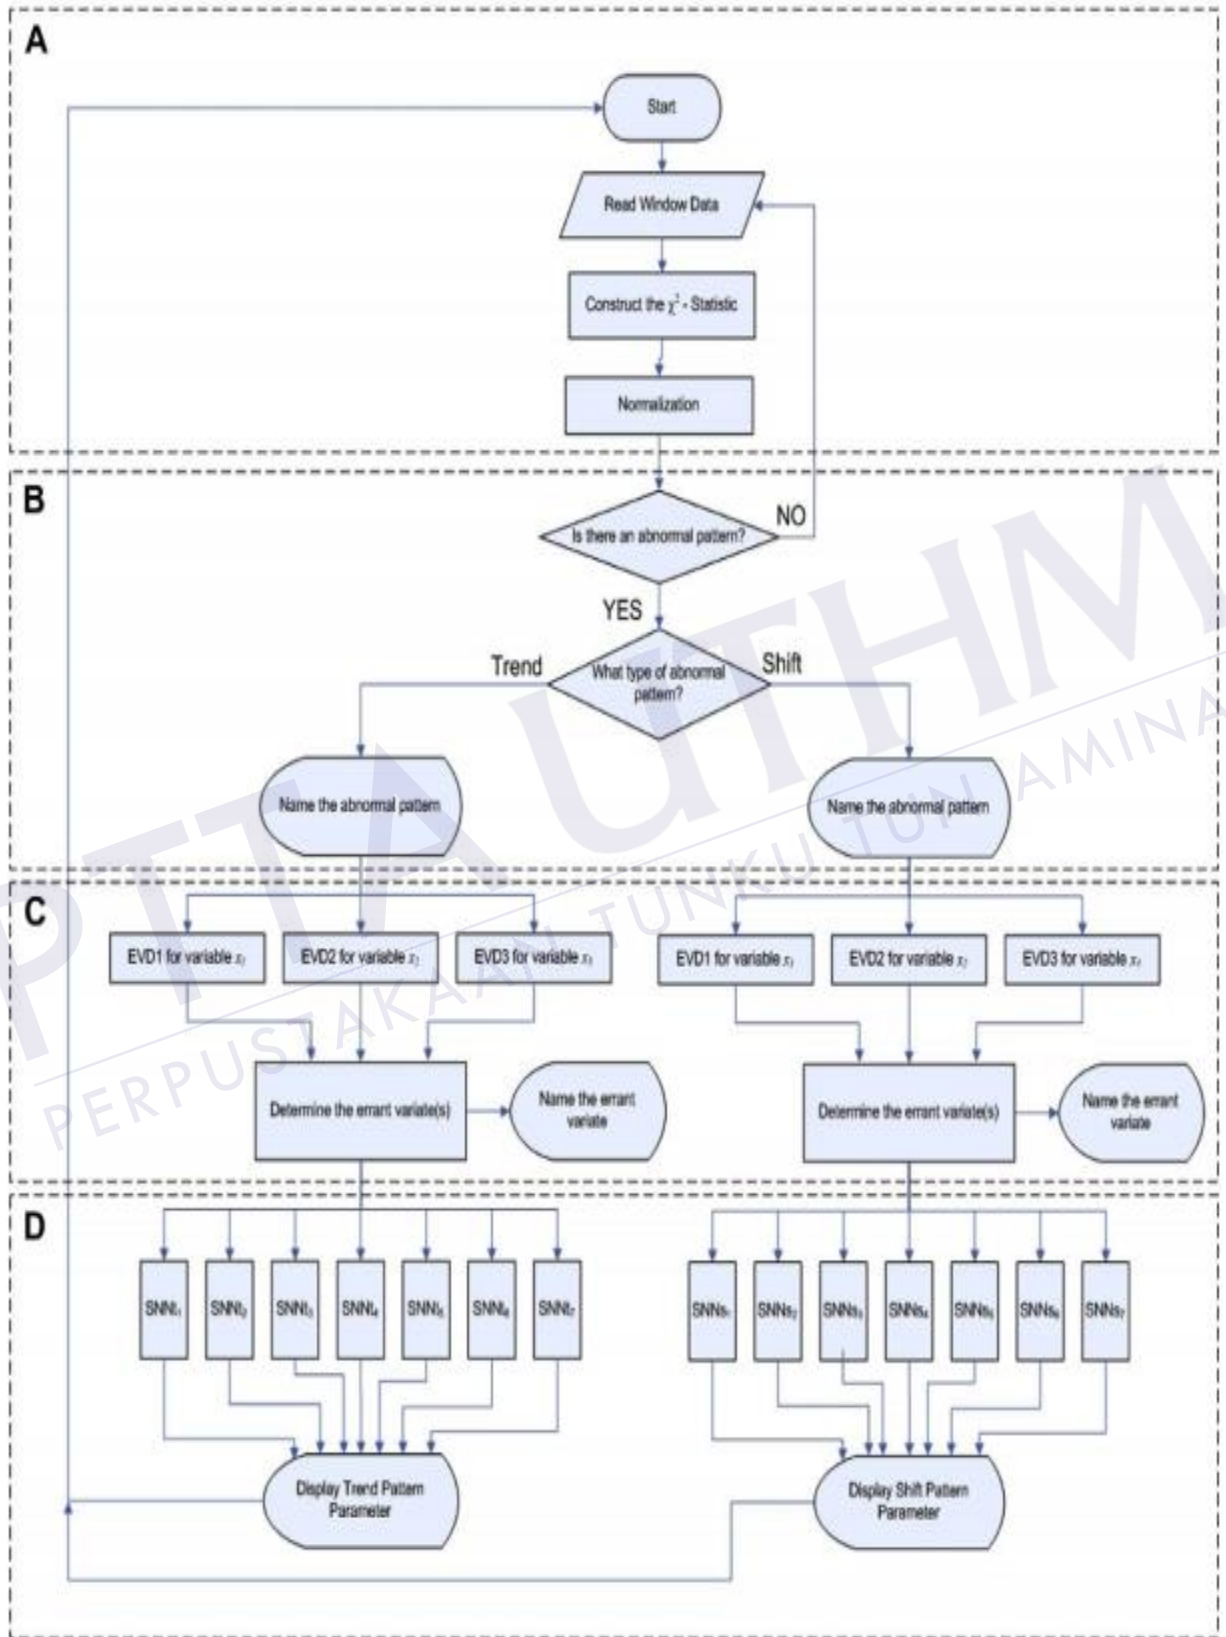 A
Start
Read Window Data
Construct the χ² - Statistic
Normalization
B
Is there an abnormal pattern?
NO
YES
Trend
What type of abnormal
pattern?
Shift
Name the abnormal pattern
Name the abnormal pattern
C
EVD1 for variable x₁
EVD2 for variable x₂
EVD3 for variable x₃
EVD1 for variable x₁
EVD2 for variable x₂
EVD3 for variable x₃
Determine the errant variate(s)
Name the errant
variate
Determine the errant variate(s)
Name the errant
variate
D
SNNt₁
SNNt₂
SNNt₃
SNNt₄
SNNt₅
SNNt₆
SNNt₇
SNNs₁
SNNs₂
SNNs₃
SNNs₄
SNNs₅
SNNs₆
SNNs₇
Display Trend Pattern
Parameter
Display Shift Pattern
Parameter
PTTA UTHM
PERPUSTAKAAN TUNKU TUN AMINA